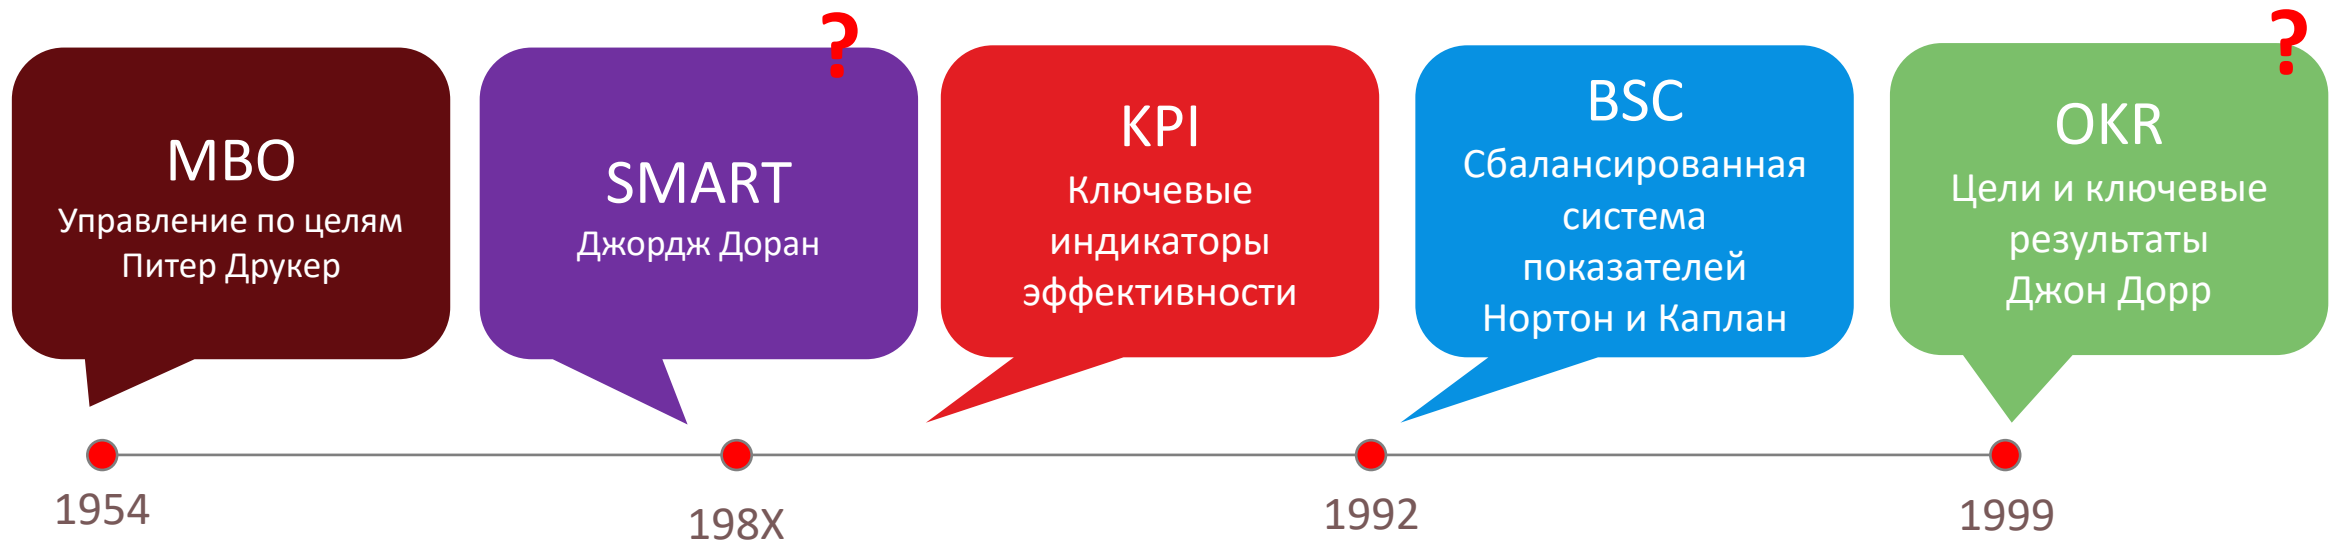 ?
?
MBO
Управление по целям
Питер Друкер
SMART
Джордж Доран
KPI
Ключевые
индикаторы
эффективности
BSC
Сбалансированная
система
показателей
Нортон и Каплан
OKR
Цели и ключевые
результаты
Джон Дорр
1954
198X
1992
1999